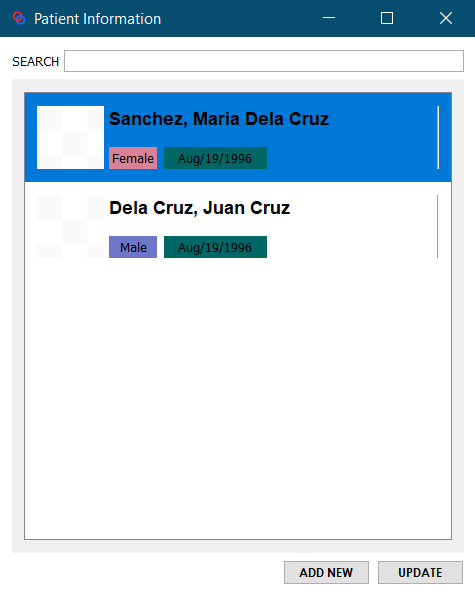 Patient Information
SEARCH
Sanchez, Maria Dela Cruz
Female Aug/19/1996
Dela Cruz, Juan Cruz
Male Aug/19/1996
ADD NEW UPDATE